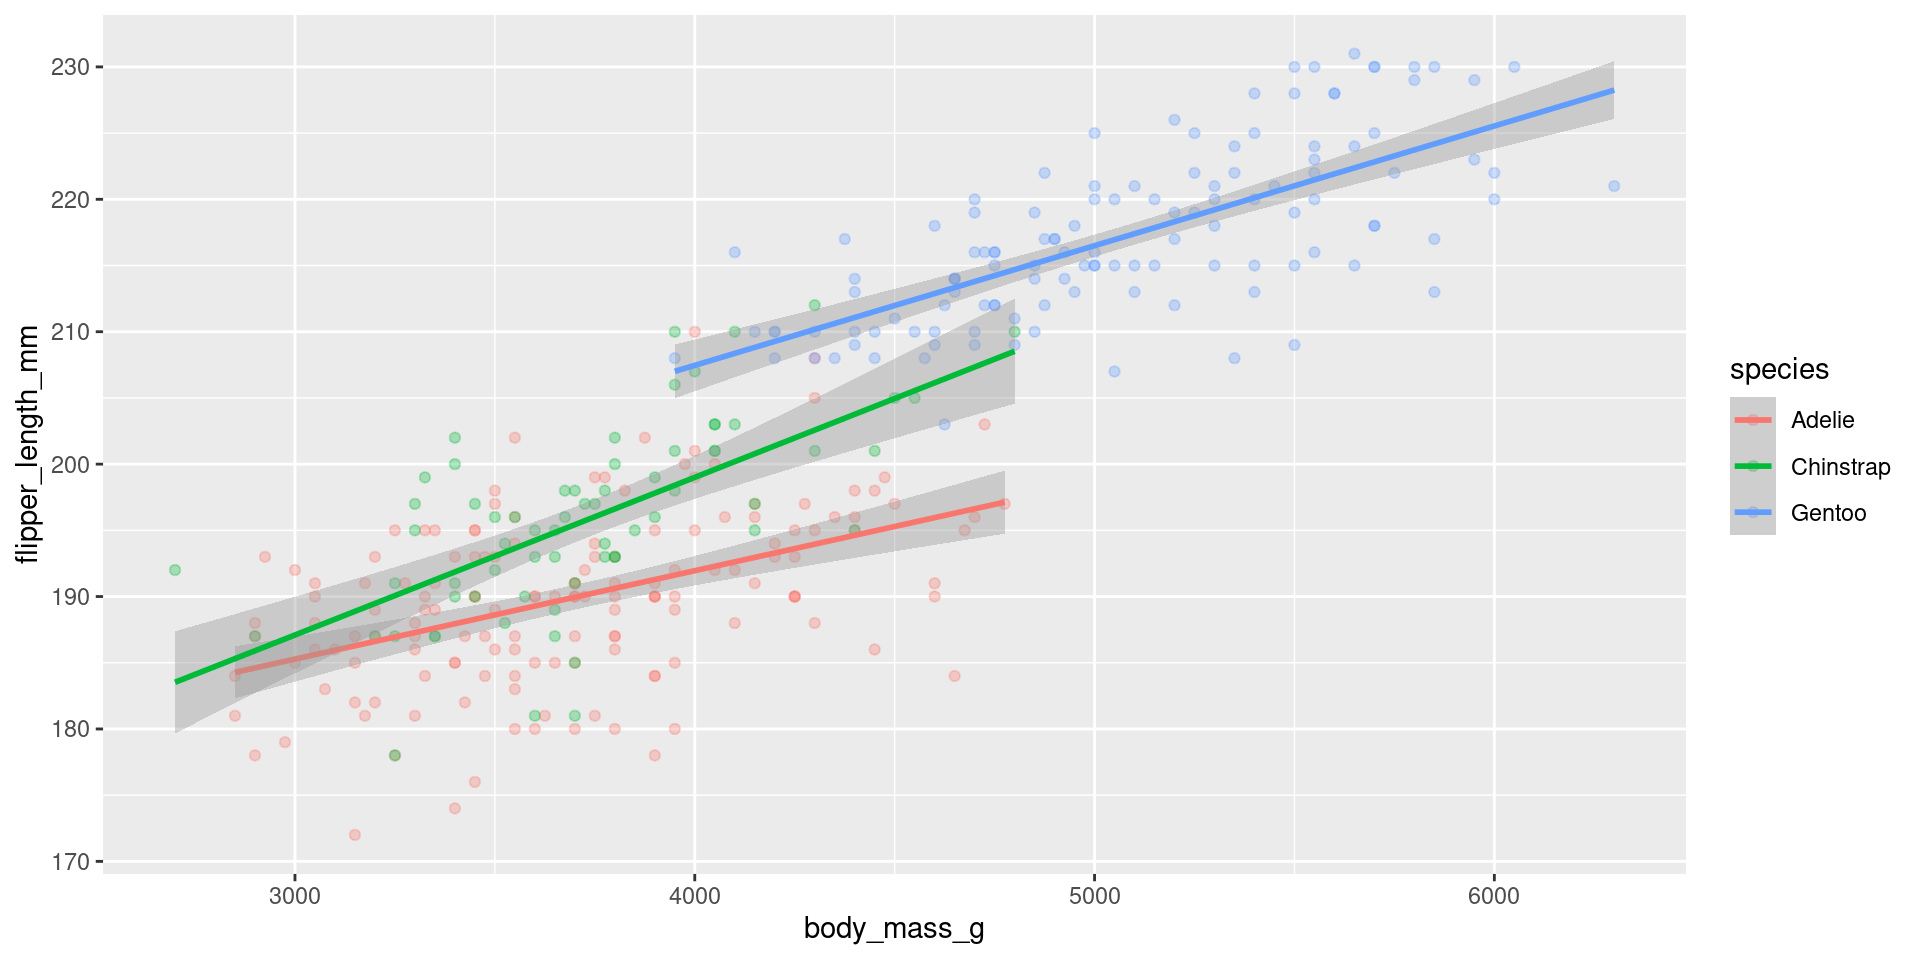 230
220
210
200
190
180
170
flipper_length_mm
3000
4000
5000
6000
body_mass_g
species
Adelie
Chinstrap
Gentoo